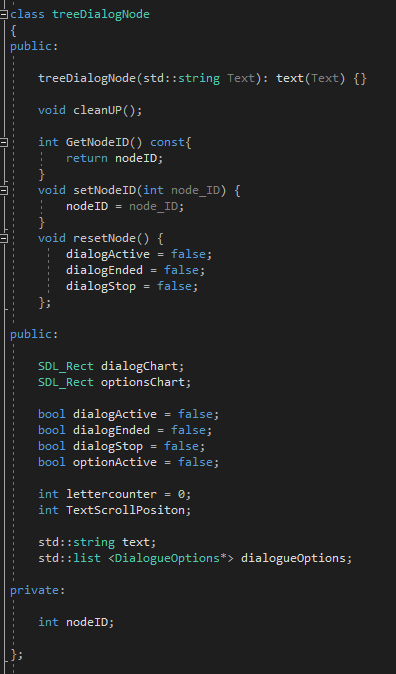 class treeDialogNode
{
public:
treeDialogNode(std::string Text): text(Text) {}
void cleanUP();
int GetNodeID() const{
return nodeID;
}
void setNodeID(int node_ID) {
nodeID = node_ID;
}
void resetNode() {
dialogActive = false;
dialogEnded = false;
dialogStop = false;
};
public:
SDL_Rect dialogChart;
SDL_Rect optionsChart;
bool dialogActive = false;
bool dialogEnded = false;
bool dialogStop = false;
bool optionActive = false;
int lettercounter = 0;
int TextScrollPositon;
std::string text;
std::list <DialogueOptions*> dialogueOptions;
private:
int nodeID;
};